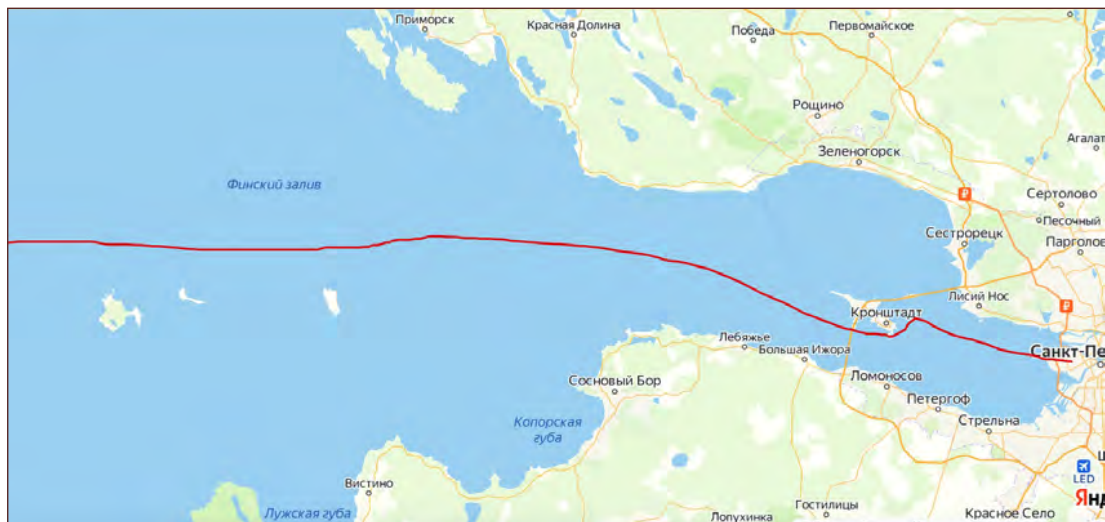 Приморск
Красная Долина
Победа
Первомайское
Рощино
Агалат
Зеленогорск
Финский залив
Сертолово
Песочный
Сестрорецк
Парголов
Лисий Нос
Кронштадт
Лебяжье
Большая Ижора
Санкт-Пе
Сосновый Бор
Ломоносов
Петергоф
Копорская
губа
Стрельна
Вистино
LED
Янд
Гостилицы
Лужская губа
Лопухинка
Красное Село